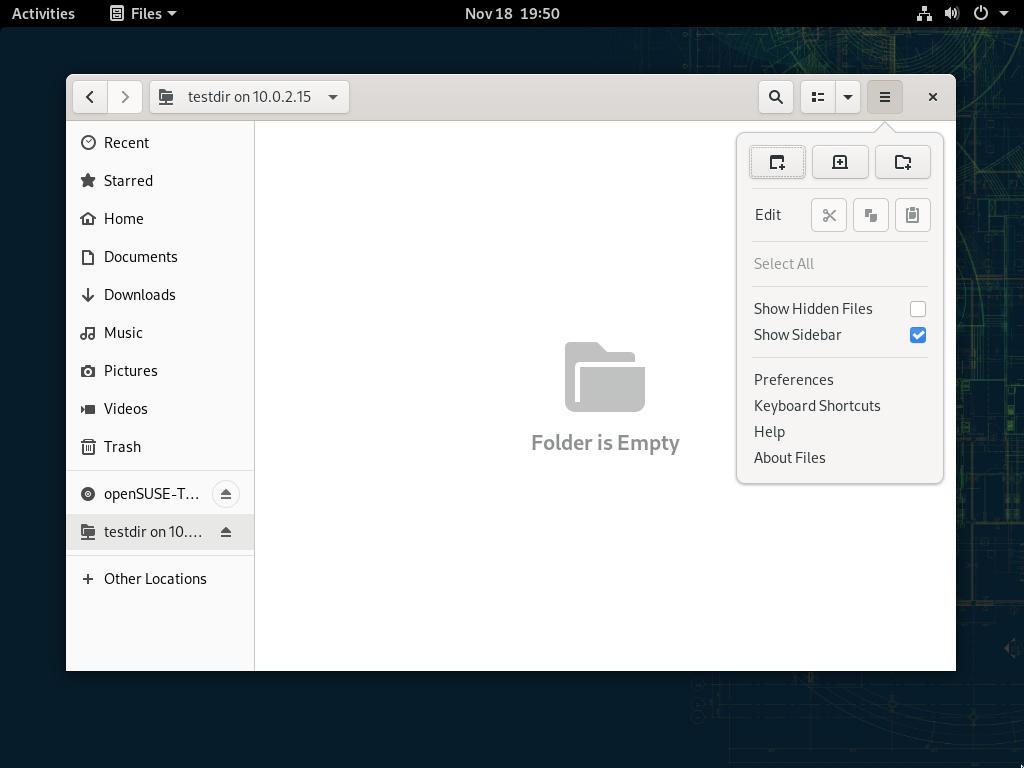 Activities Files Nov 18 19:50
testdir on 10.0.2.15
Recent
Starred
Home
Documents
Downloads
Music
Pictures
Videos
Trash
openSUSE-T…
testdir on 10.…
Other Locations
Folder is Empty
Edit
Select All
Show Hidden Files
Show Sidebar
Preferences
Keyboard Shortcuts
Help
About Files